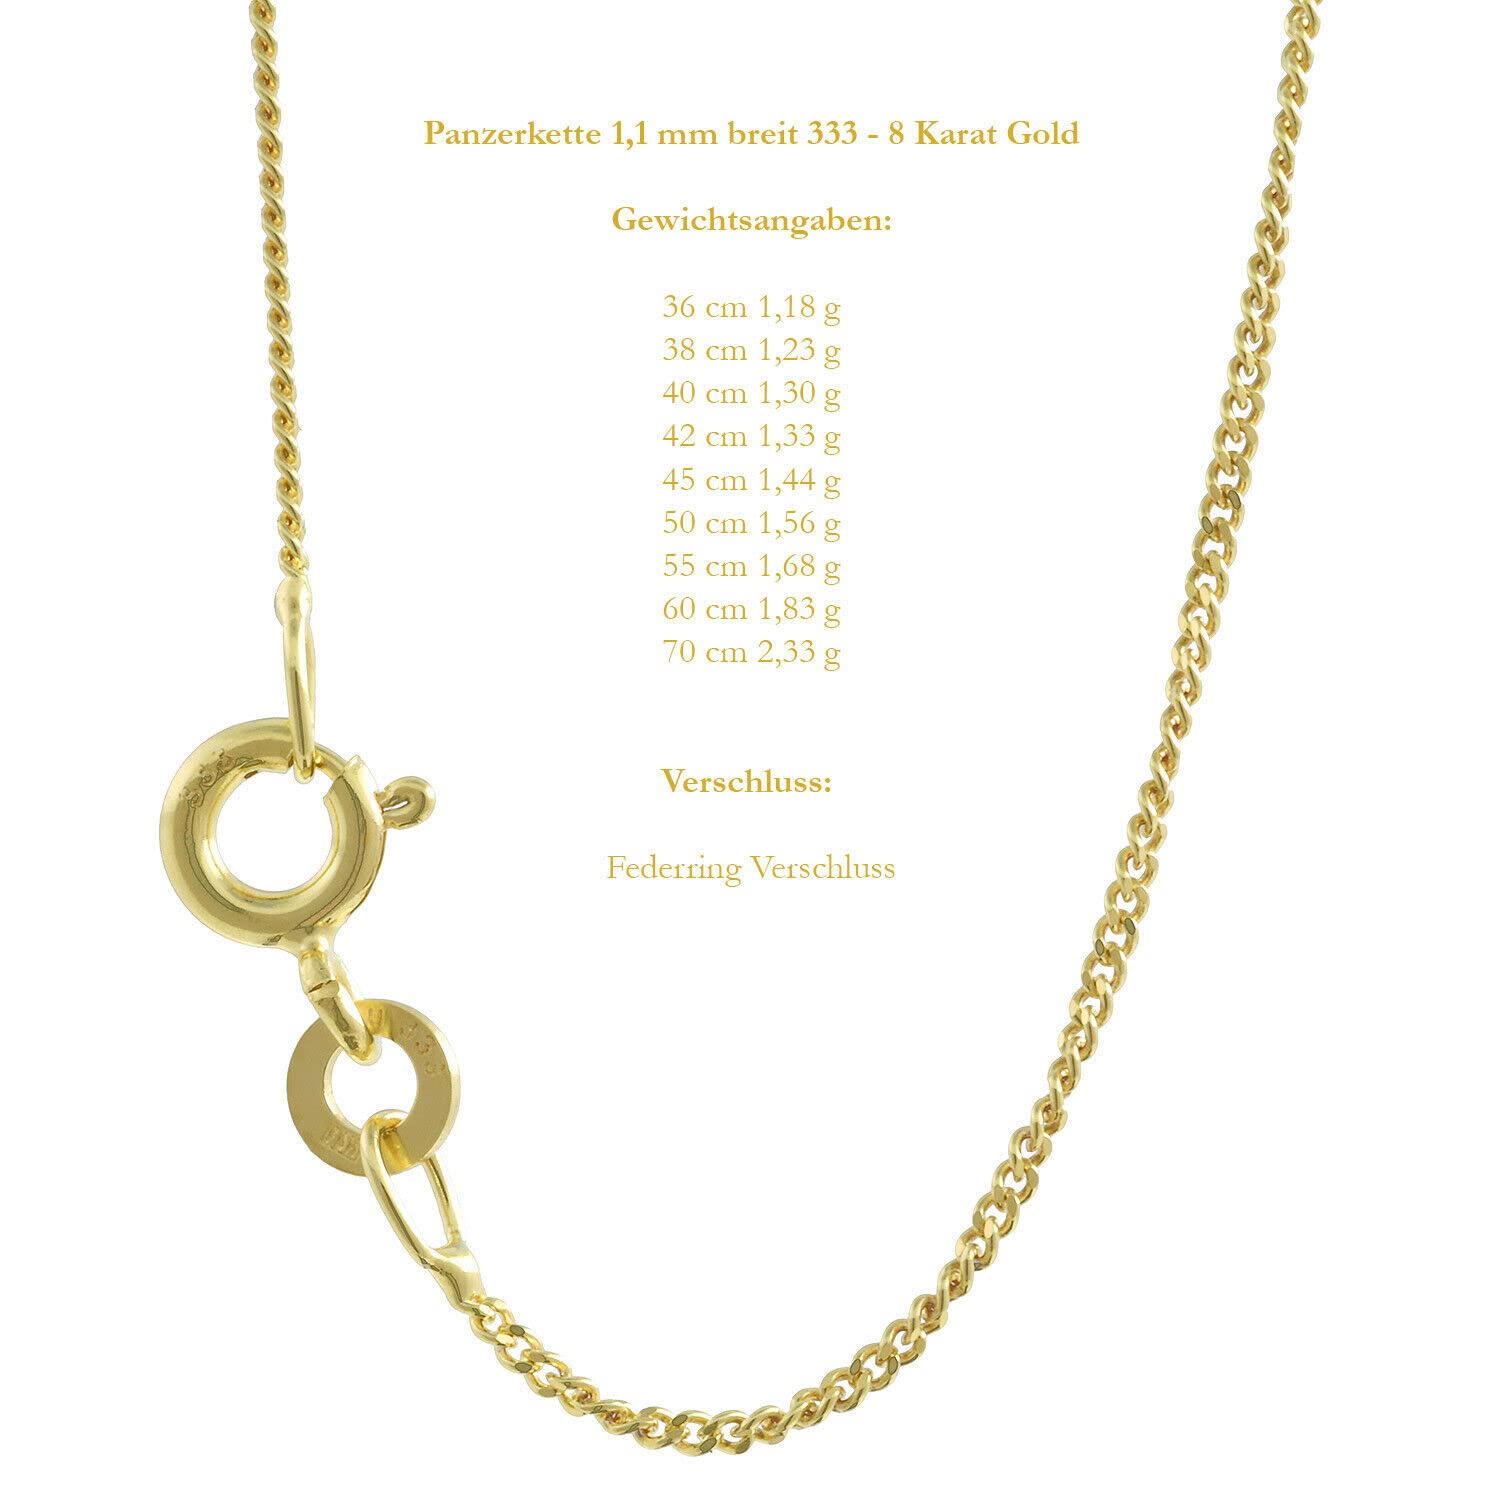 Panzerkette 1,1 mm breit 333 - 8 Karat Gold
Gewichtsangaben:
36 cm 1,18 g
38 cm 1,23 g
40 cm 1,30 g
42 cm 1,33 g
45 cm 1,44 g
50 cm 1,56 g
55 cm 1,68 g
60 cm 1,83 g
70 cm 2,33 g
Verschluss:
Federring Verschluss
333
333